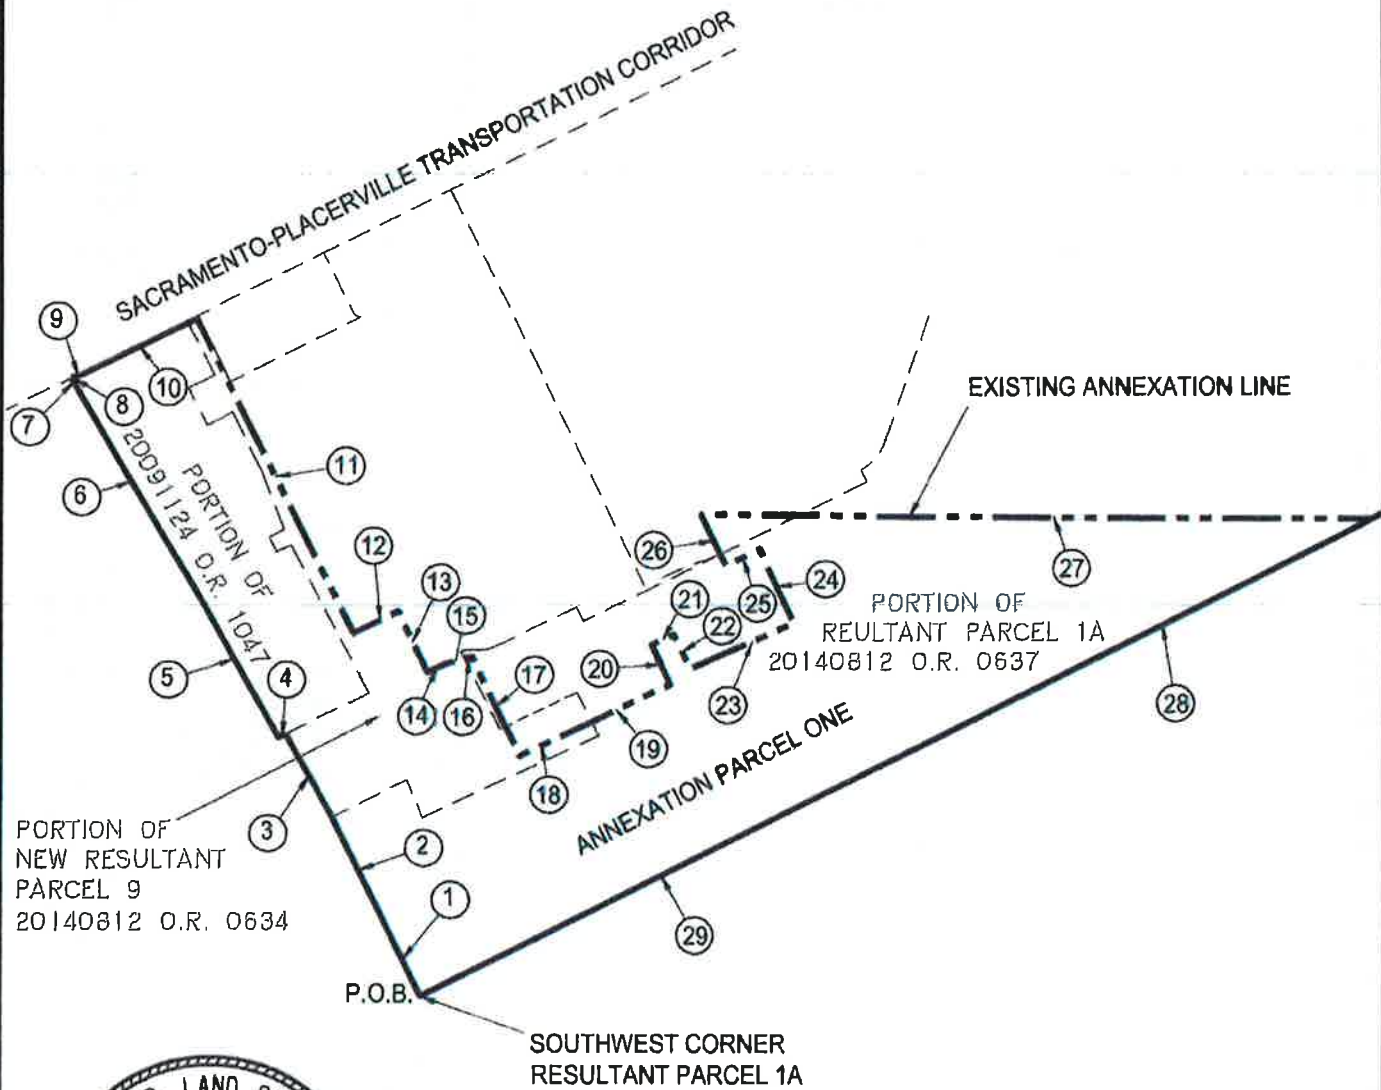 SACRAMENTO-PLACERVILLE TRANSPORTATION CORRIDOR
9
7
8
10
EXISTING ANNEXATION LINE
6
PORTION OF
20091124 O.R. 1047
11
12
13
15
26
21
22
25
24
27
PORTION OF
REULTANT PARCEL 1A
20140812 O.R. 0637
5
4
14
16
17
20
23
28
18
19
ANNEXATION PARCEL ONE
3
2
1
PORTION OF
NEW RESULTANT
PARCEL 9
20140812 O.R. 0634
29
P.O.B.
SOUTHWEST CORNER
RESULTANT PARCEL 1A
LAND